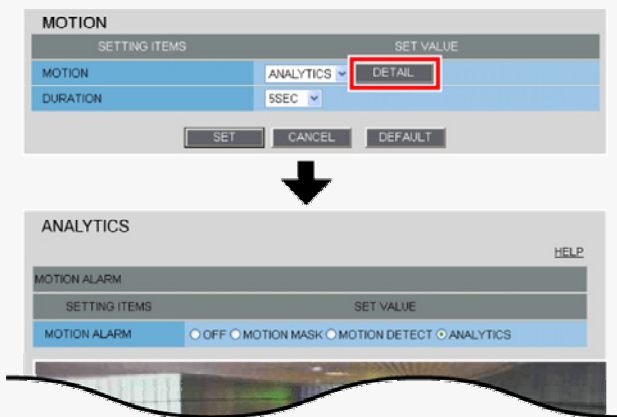 MOTION
SETTING ITEMS SET VALUE
MOTION ANALYTICS DETAIL
DURATION 5SEC
SET CANCEL DEFAULT
ANALYTICS
HELP
MOTION ALARM
SETTING ITEMS SET VALUE
MOTION ALARM OFF MOTION MASK MOTION DETECT ANALYTICS